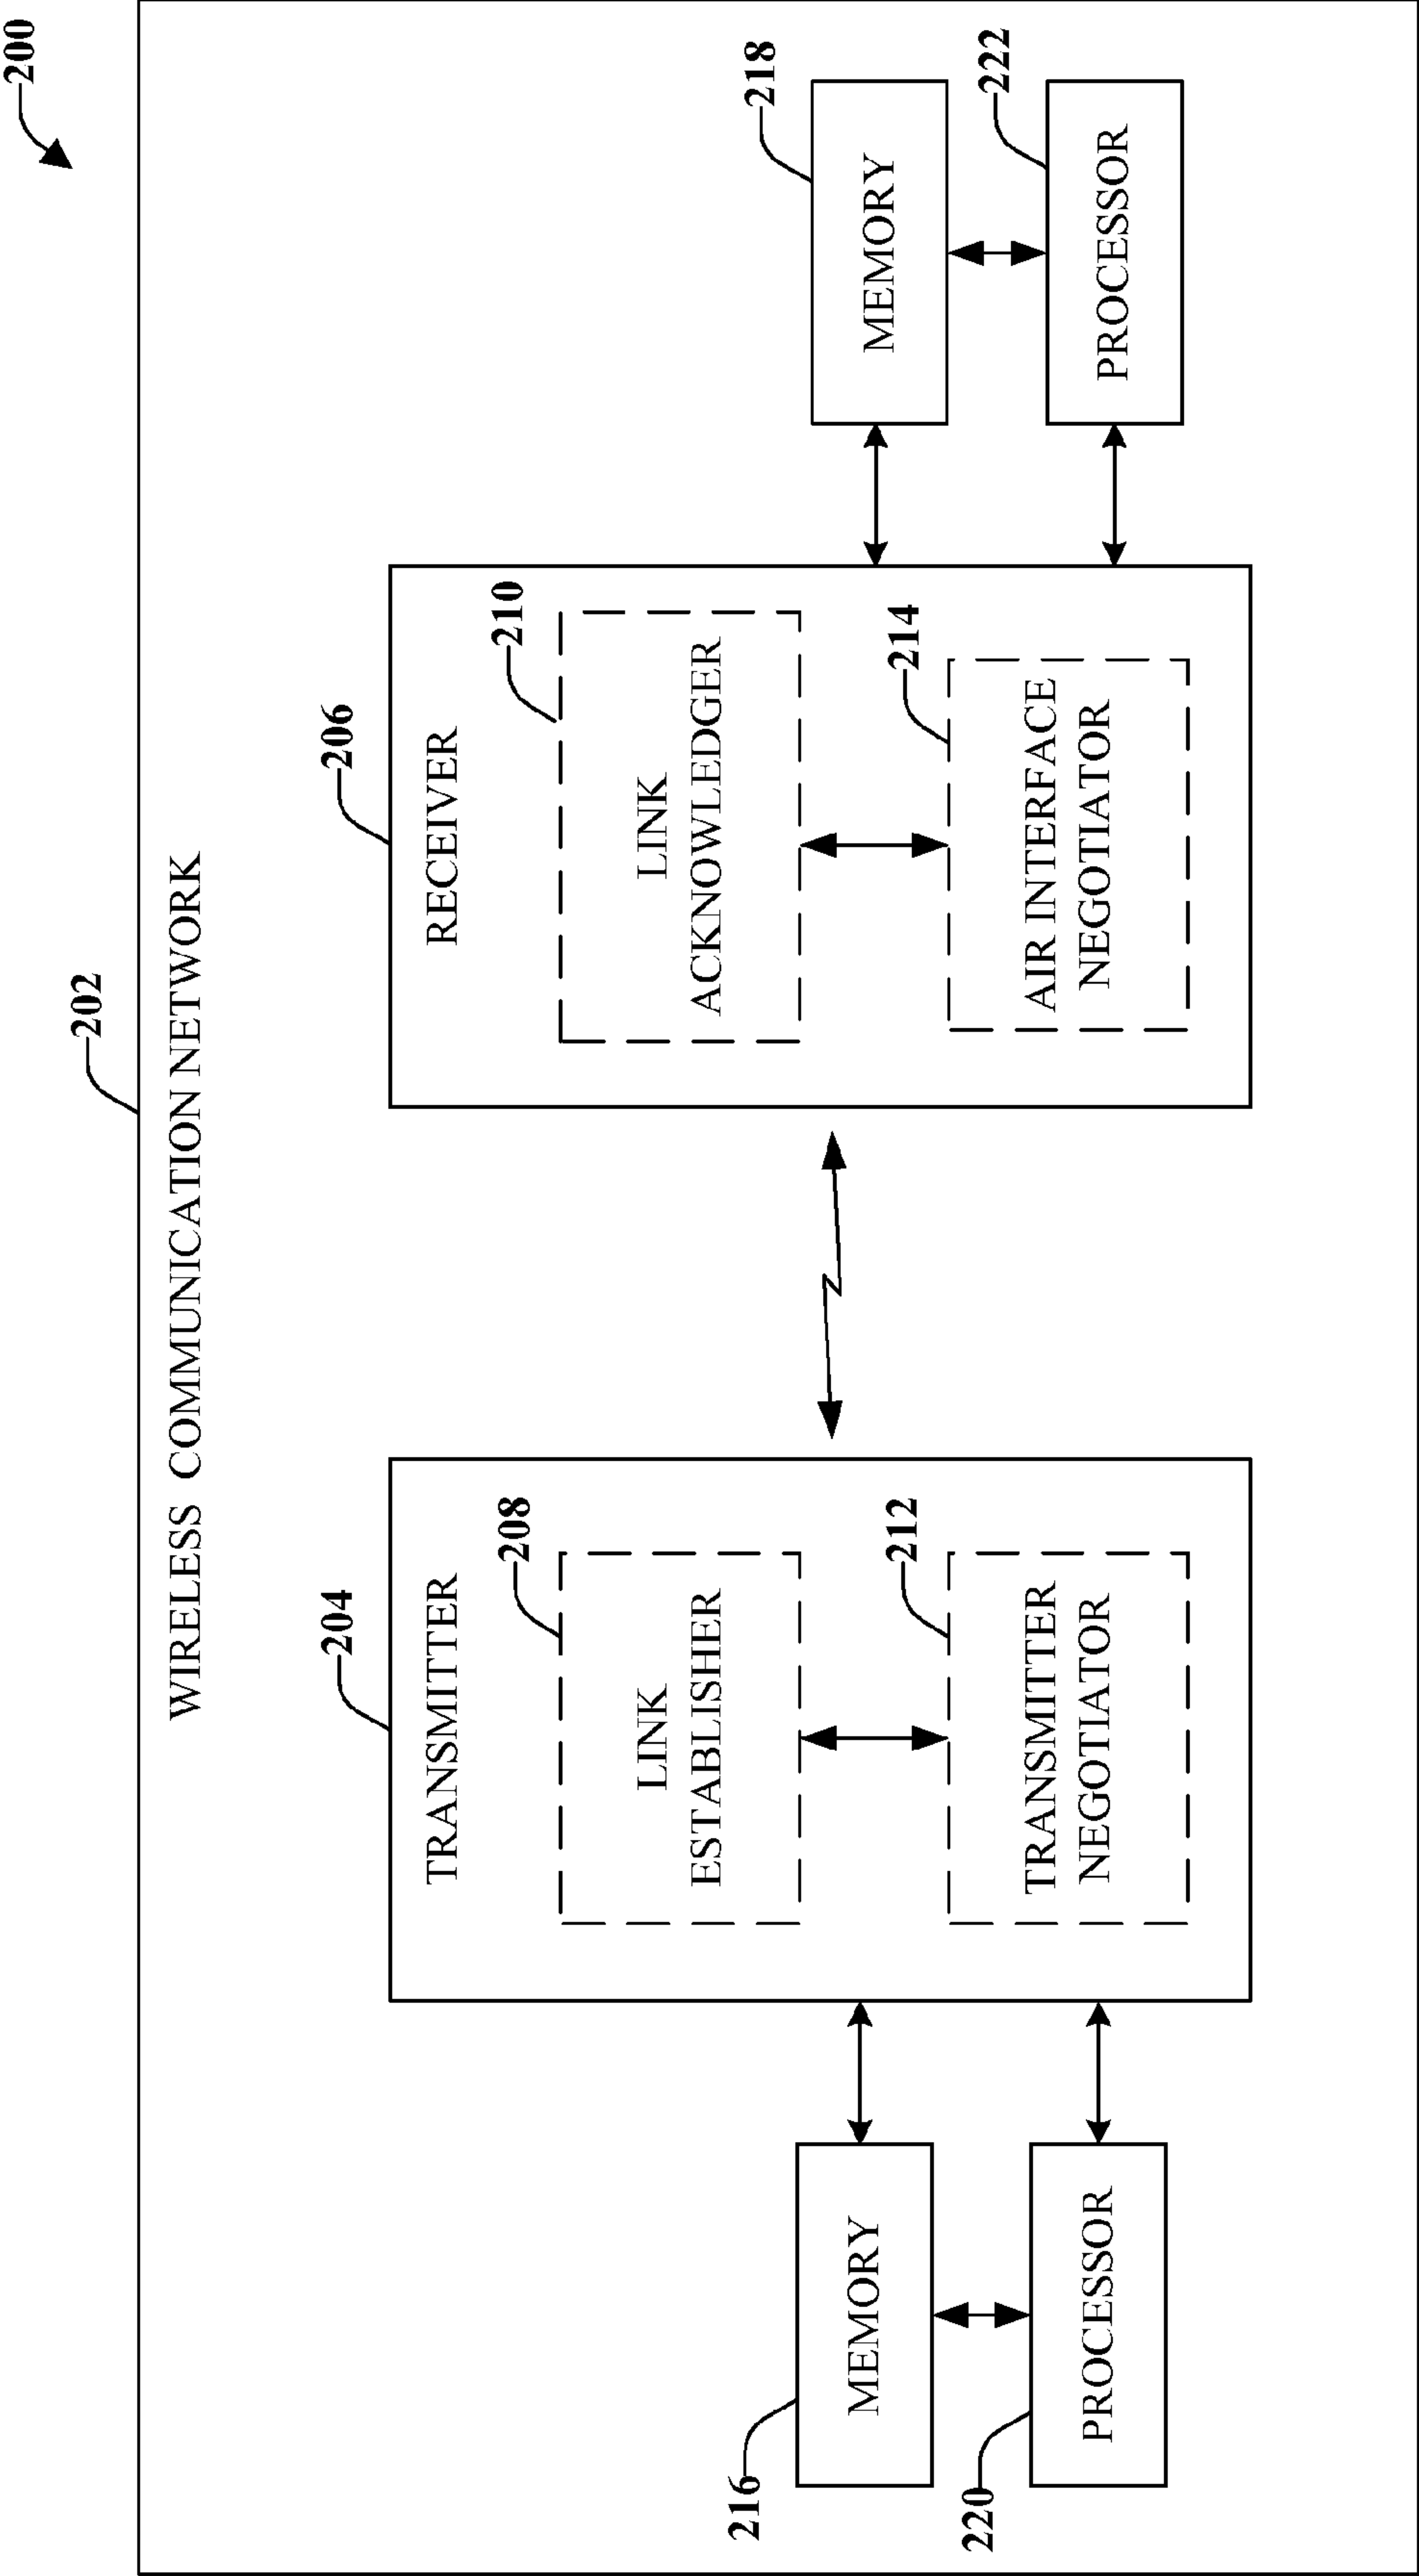 200
202
WIRELESS COMMUNICATION NETWORK
204
TRANSMITTER
208
LINK
ESTABLISHER
212
TRANSMITTER
NEGOTIATOR
206
RECEIVER
210
LINK
ACKNOWLEDGER
214
AIR INTERFACE
NEGOTIATOR
216
MEMORY
220
PROCESSOR
218
MEMORY
222
PROCESSOR